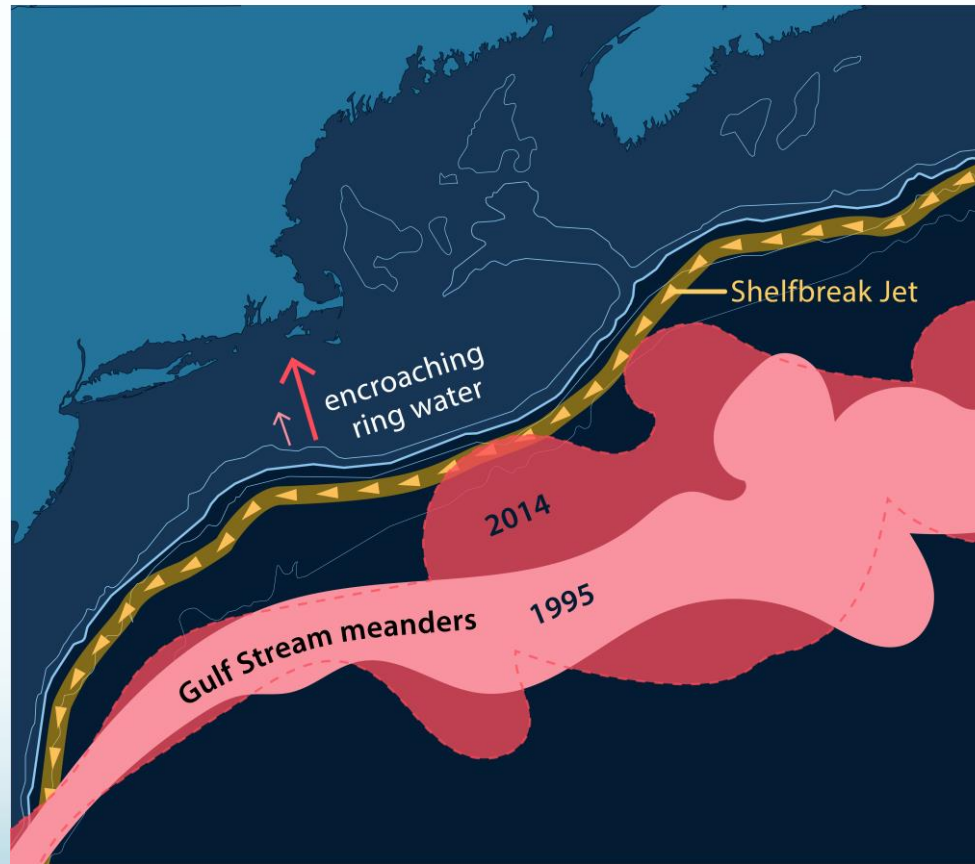 Shelfbreak Jet
encroaching
ring water
2014
1995
Gulf Stream meanders